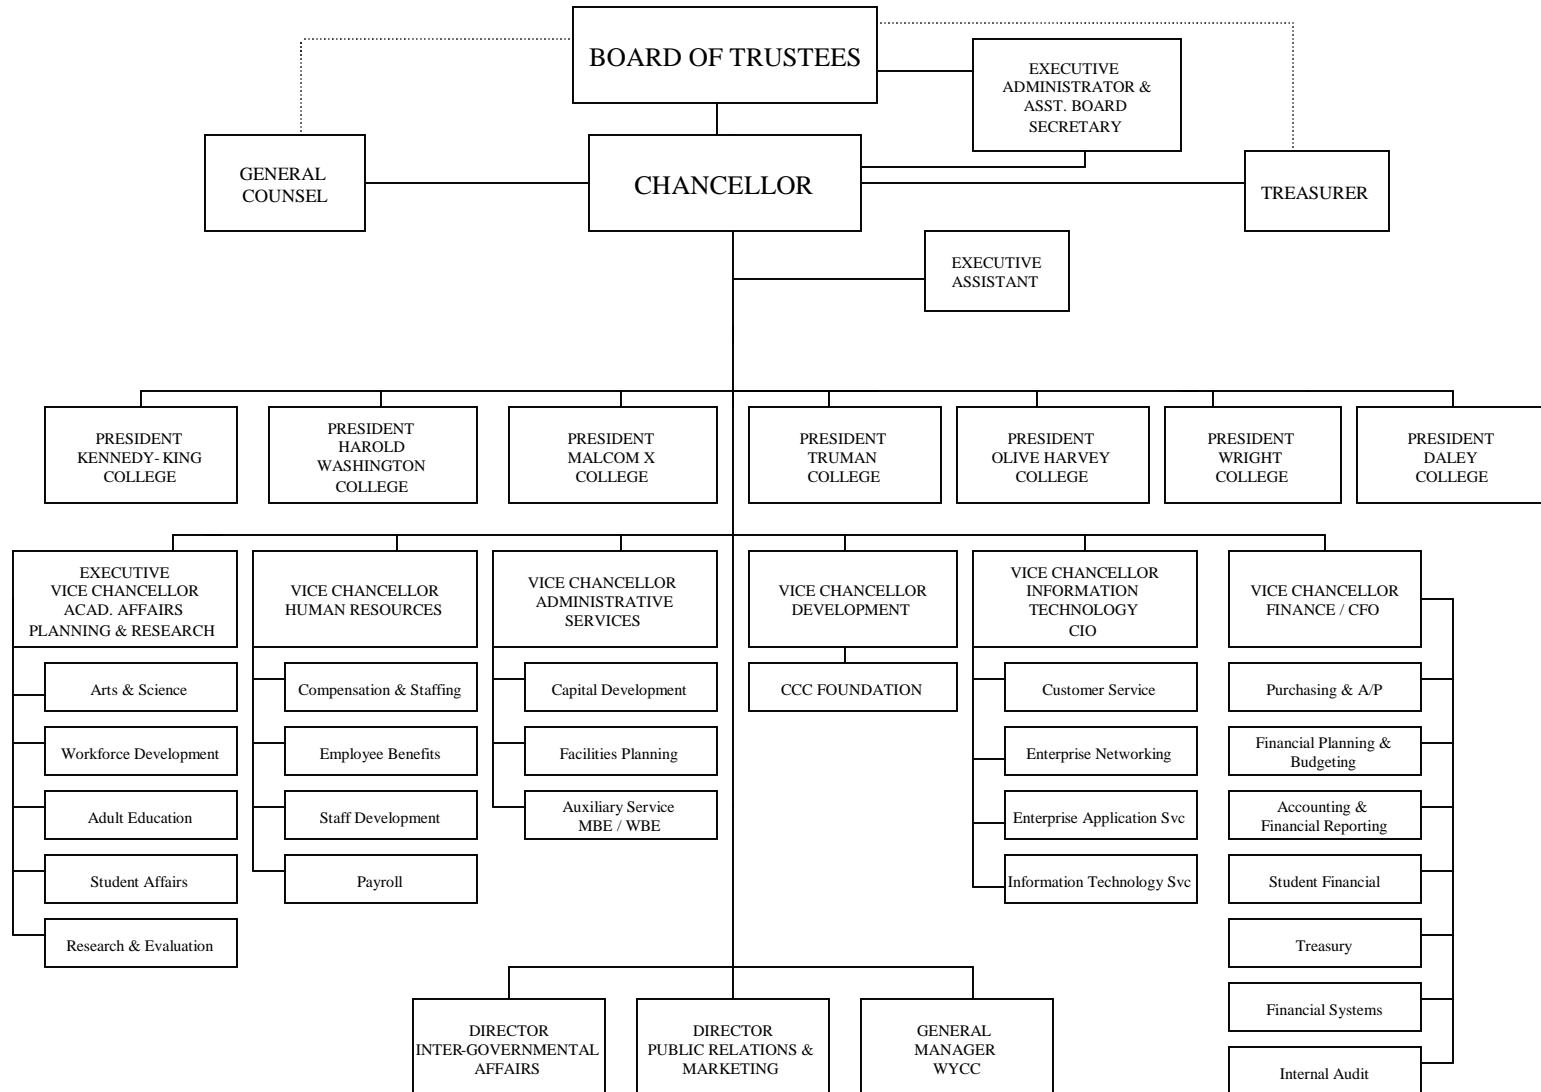 BOARD OF TRUSTEES
EXECUTIVE
ADMINISTRATOR &
ASST. BOARD
SECRETARY
GENERAL
COUNSEL
CHANCELLOR
TREASURER
EXECUTIVE
ASSISTANT
PRESIDENT
KENNEDY-KING
COLLEGE
PRESIDENT
HAROLD
WASHINGTON
COLLEGE
PRESIDENT
MALCOM X
COLLEGE
PRESIDENT
TRUMAN
COLLEGE
PRESIDENT
OLIVE HARVEY
COLLEGE
PRESIDENT
WRIGHT
COLLEGE
PRESIDENT
DALEY
COLLEGE
EXECUTIVE
VICE CHANCELLOR
ACAD. AFFAIRS
PLANNING & RESEARCH
Arts & Science
Workforce Development
Adult Education
Student Affairs
Research & Evaluation
VICE CHANCELLOR
HUMAN RESOURCES
Compensation & Staffing
Employee Benefits
Staff Development
Payroll
VICE CHANCELLOR
ADMINISTRATIVE
SERVICES
Capital Development
Facilities Planning
Auxiliary Service
MBE / WBE
VICE CHANCELLOR
DEVELOPMENT
CCC FOUNDATION
VICE CHANCELLOR
INFORMATION
TECHNOLOGY
CIO
Customer Service
Enterprise Networking
Enterprise Application Svc
Information Technology Svc
VICE CHANCELLOR
FINANCE / CFO
Purchasing & A/P
Financial Planning &
Budgeting
Accounting &
Financial Reporting
Student Financial
Treasury
Financial Systems
Internal Audit
DIRECTOR
INTER-GOVERNMENTAL
AFFAIRS
DIRECTOR
PUBLIC RELATIONS &
MARKETING
GENERAL
MANAGER
WYCC